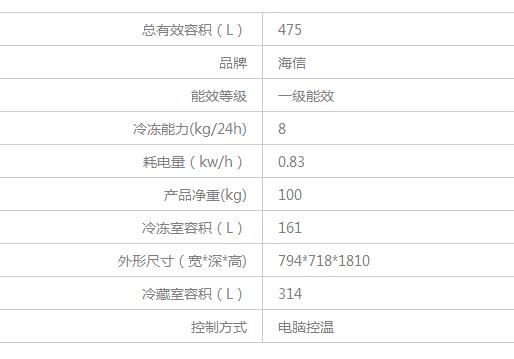 总有效容积（L） 475
品牌 海信
能效等级 一级能效
冷冻能力(kg/24h) 8
耗电量（kw/h） 0.83
产品净重(kg) 100
冷冻室容积（L） 161
外形尺寸（宽*深*高) 794*718*1810
冷藏室容积（L） 314
控制方式 电脑控温